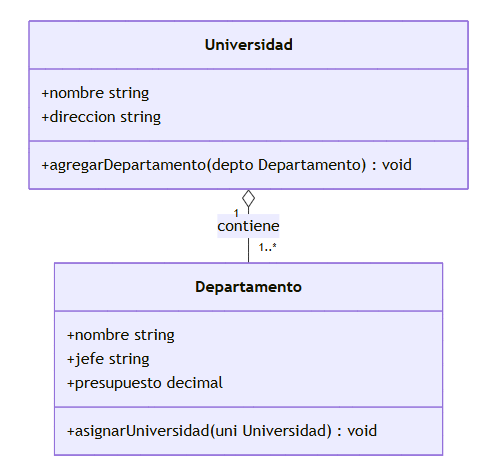 Universidad
+nombre string
+direccion string
+agregarDepartamento(depto Departamento) : void
1
contiene
1..*
Departamento
+nombre string
+jefe string
+presupuesto decimal
+asignarUniversidad(uni Universidad) : void